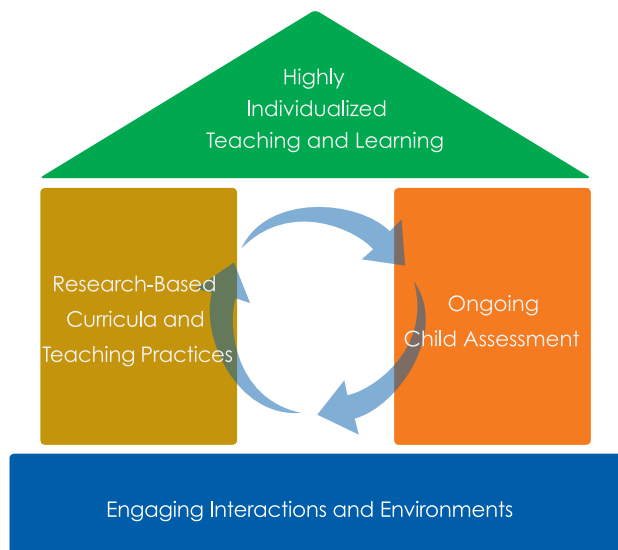 Highly
Individualized
Teaching and Learning
Research-Based
Curricula and
Teaching Practices
Ongoing
Child Assessment
Engaging Interactions and Environments